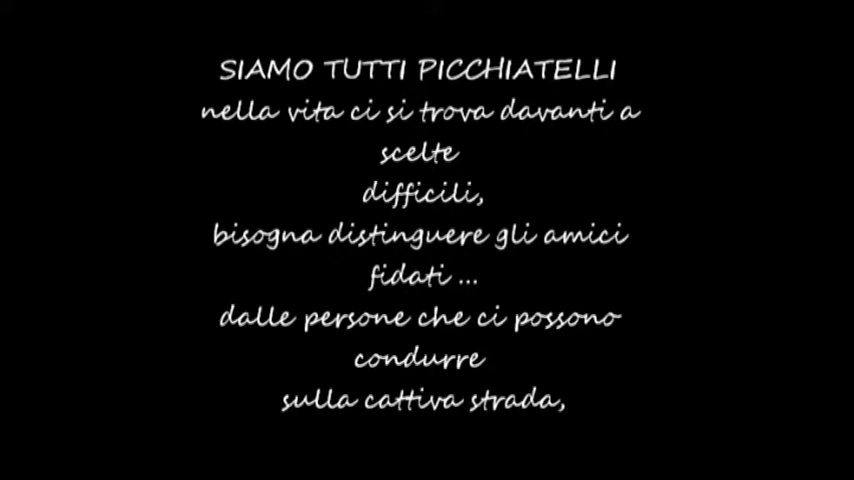 SIAMO TUTTI PICCHIATELLI
nella vita ci si trova davanti a
scelte
difficili,
bisogna distinguere gli amici
fidati ...
dalle persone che ci possono
condurre
sulla cattiva strada,